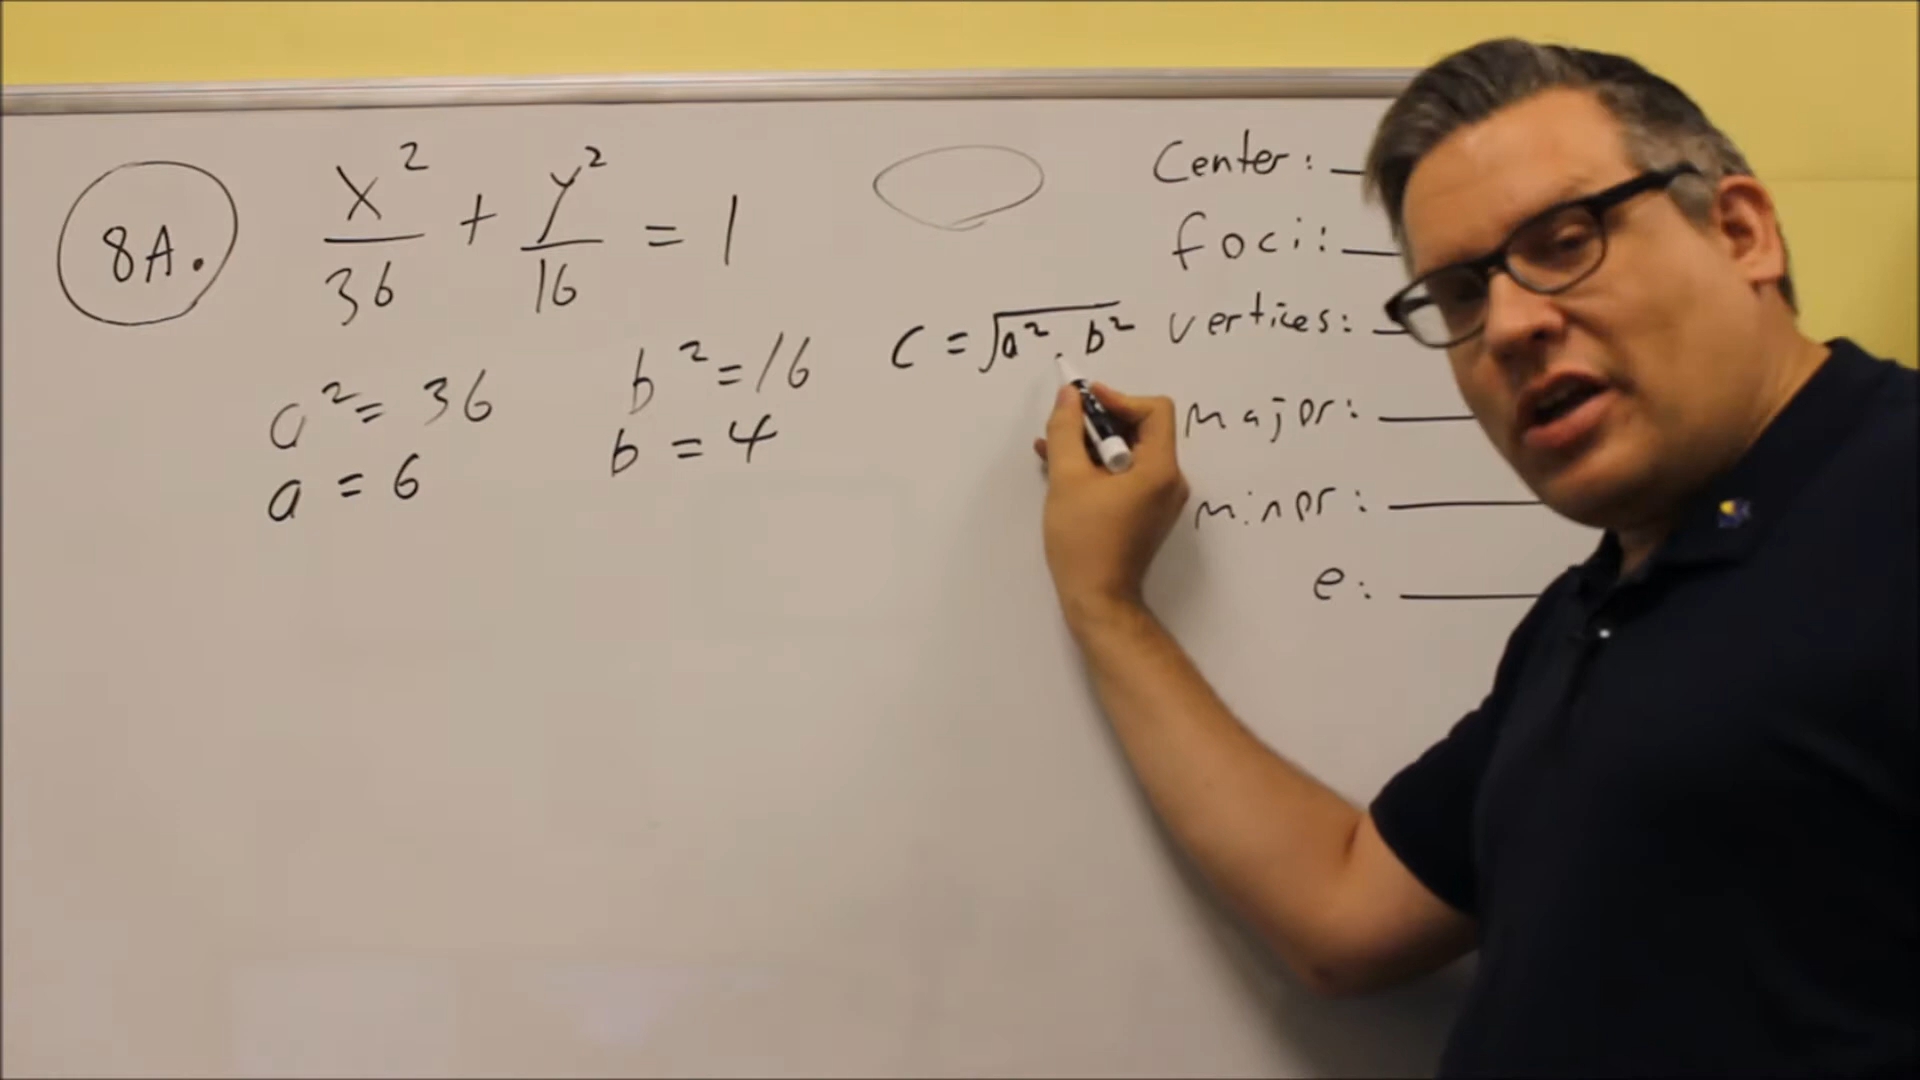 8A.
x²/36 + y²/16 = 1
a² = 36
a = 6
b² = 16
b = 4
c = √a² b²
Center:
foci:
vertices:
major:
minor:
e: